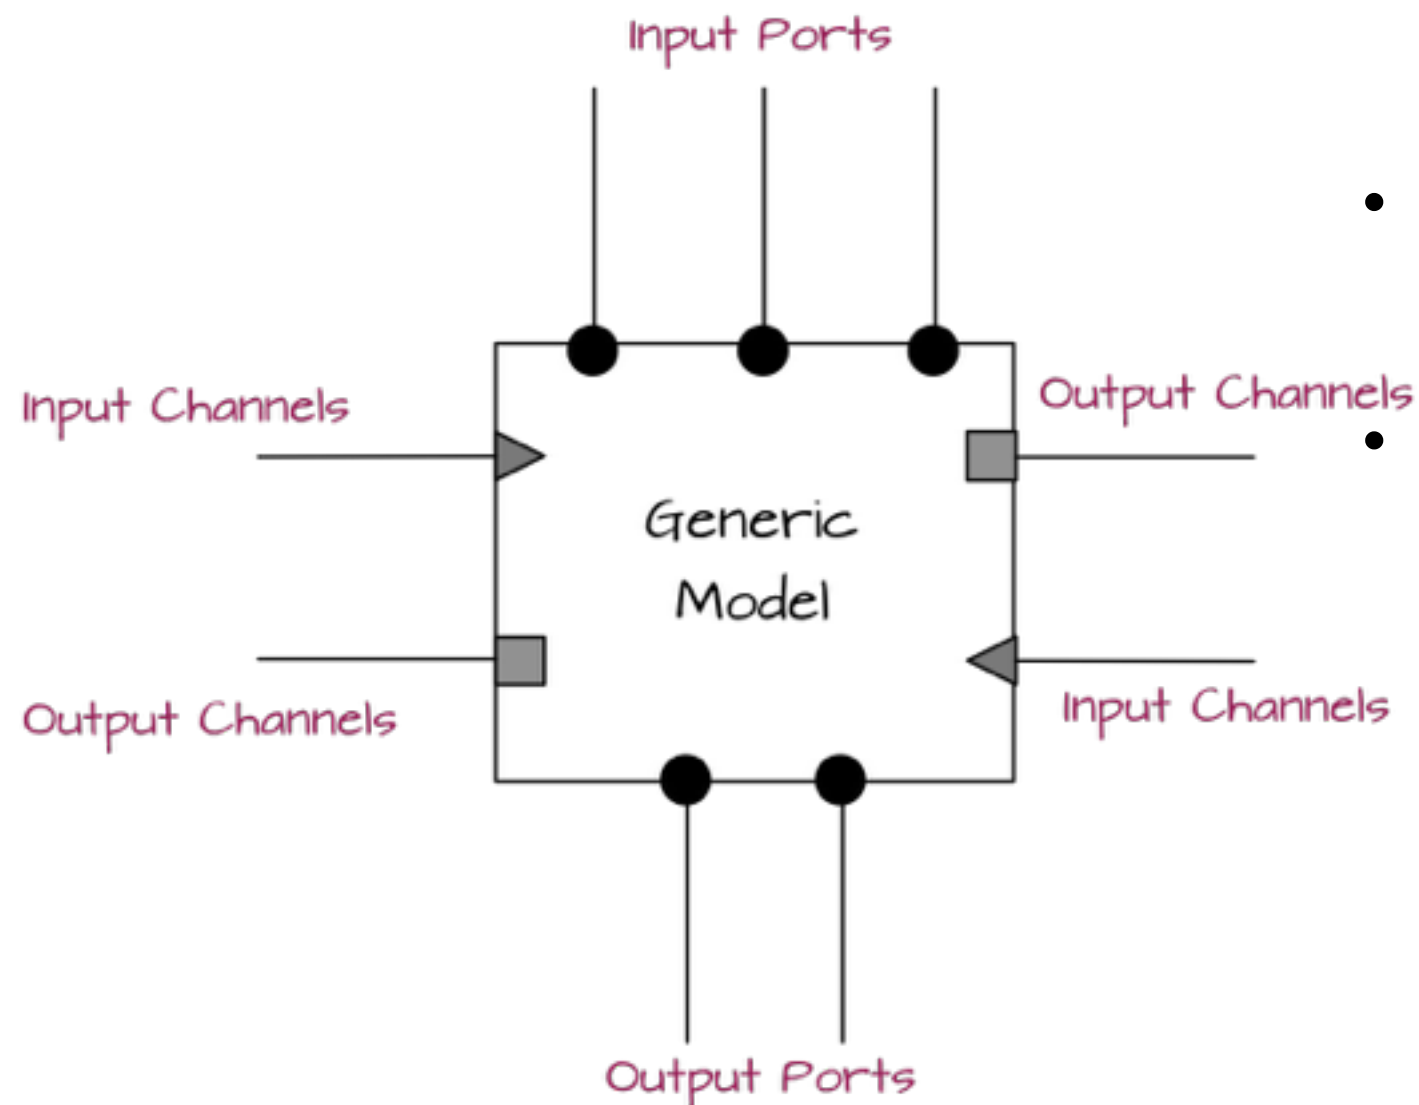 Input Ports
Input Channels
Output Channels
Generic
Model
Output Channels
Input Channels
Output Ports